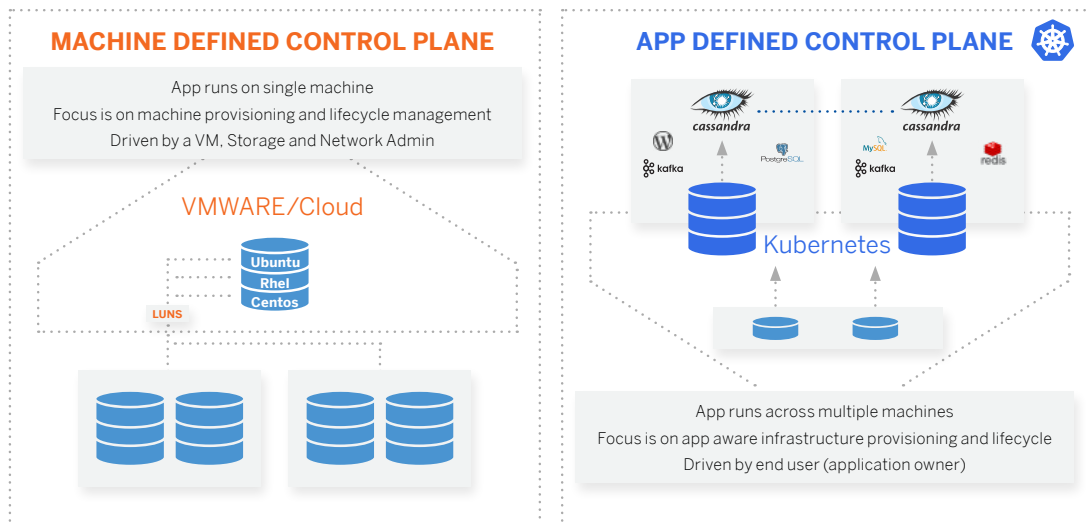 MACHINE DEFINED CONTROL PLANE
App runs on single machine
Focus is on machine provisioning and lifecycle management
Driven by a VM, Storage and Network Admin
VMWARE/Cloud
Ubuntu
Rhel
Centos
LUNS
APP DEFINED CONTROL PLANE
cassandra
cassandra
W
kafka
PostgreSQL
MySQL
kafka
redis
Kubernetes
App runs across multiple machines
Focus is on app aware infrastructure provisioning and lifecycle
Driven by end user (application owner)